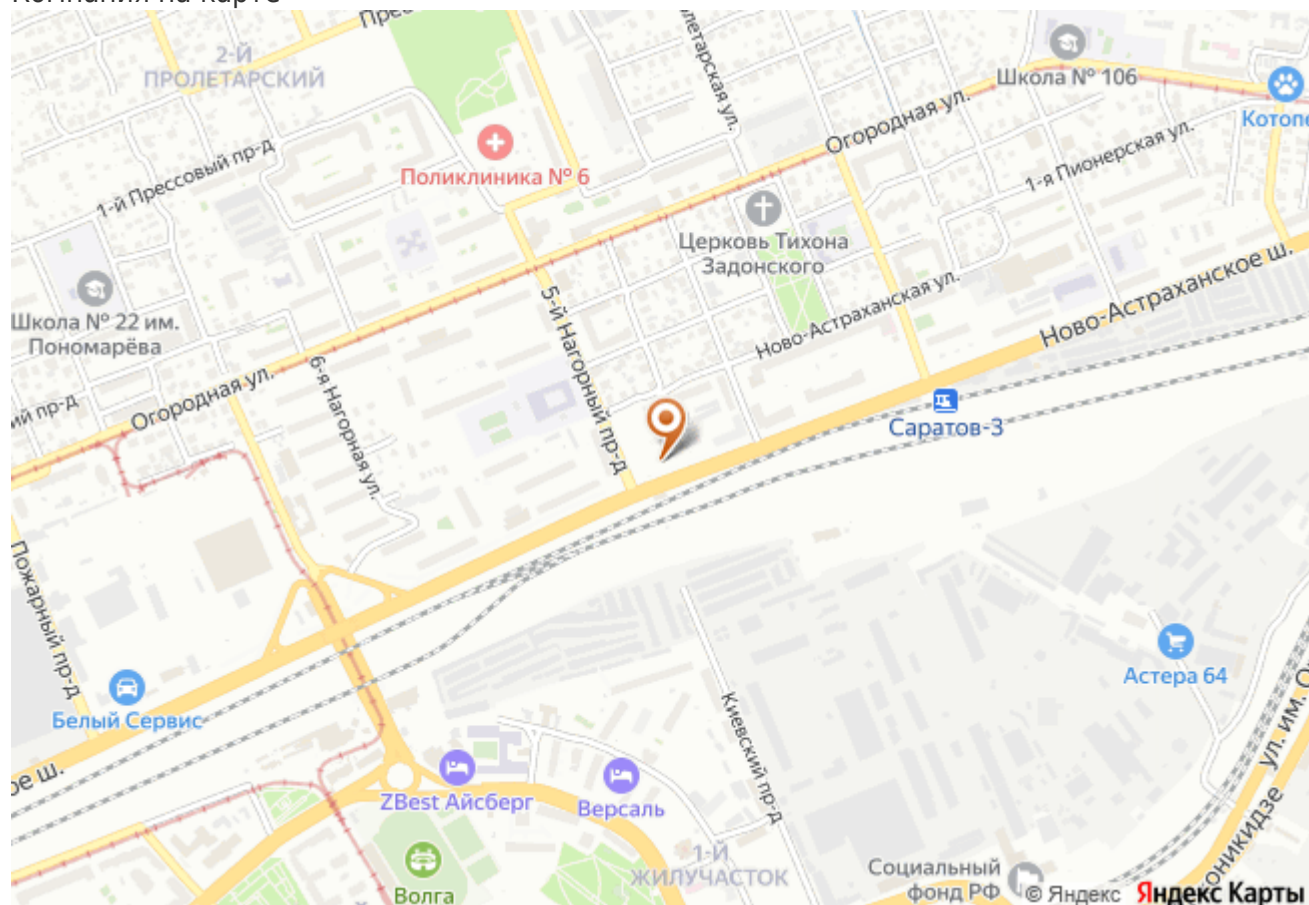 2-Й
ПРОЛЕТАРСКИЙ
Школа № 106
Огородная ул.
1-й Прессовый пр-д
Поликлиника № 6
1-я Пионерская ул.
Церковь Тихона
Задонского
Школа № 22 им.
Пономарёва
5-й Нагорный пр-д
Ново-Астраханская ул.
Ново-Астраханское ш.
6-я Нагорная ул.
Огородная ул.
Саратов-3
Пожарный пр-д
Белый Сервис
Астера 64
Киевский пр-д
ZBest Айсберг
Версаль
1-Й
ЖИЛУЧАСТОК
Волга
Социальный
фонд РФ
© Яндекс Яндекс Карты